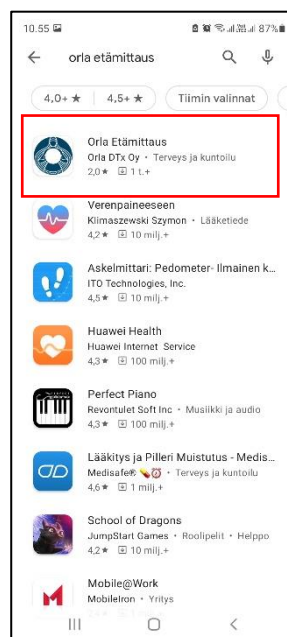 10.55 87%
orla etämittaus
4,0+ ★ 4,5+ ★ Tiimin valinnat
Orla Etämittaus
Orla DTx Oy • Terveys ja kuntoilu
2,0 ★ 1 t.+
Verenpaineeseen
Klimaszewski Szymon • Lääketiede
4,2 ★ 10 milj.+
Askelmittari: Pedometer- Ilmainen k...
ITO Technologies, Inc.
4,5 ★ 10 milj.+
Huawei Health
Huawei Internet Service
4,3 ★ 100 milj.+
Perfect Piano
Revontulet Soft Inc • Musiikki ja audio
4,3 ★ 100 milj.+
Lääkitys ja Pilleri Muistutus - Medis...
Medisafe® 💊⏰ • Terveys ja kuntoilu
4,6 ★ 1 milj.+
School of Dragons
JumpStart Games • Roolipelit • Helppo
4,2 ★ 10 milj.+
Mobile@Work
MobileIron • Yritys